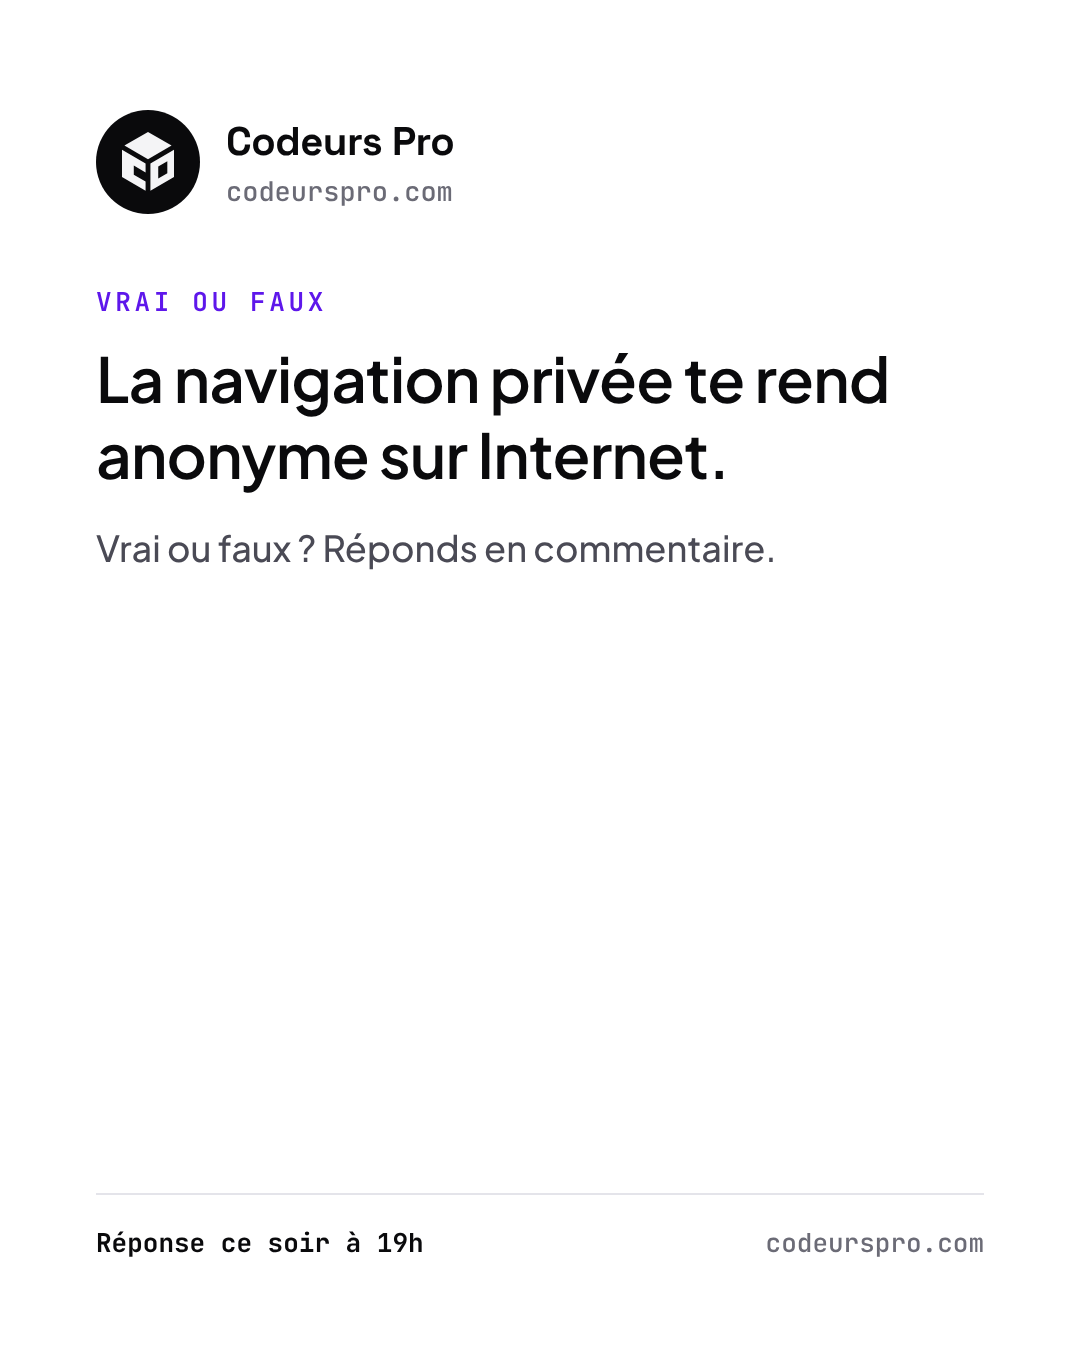 Codeurs Pro
codeurspro.com
VRAI OU FAUX
La navigation privée te rend
anonyme sur Internet.
Vrai ou faux ? Réponds en commentaire.
Réponse ce soir à 19h
codeurspro.com